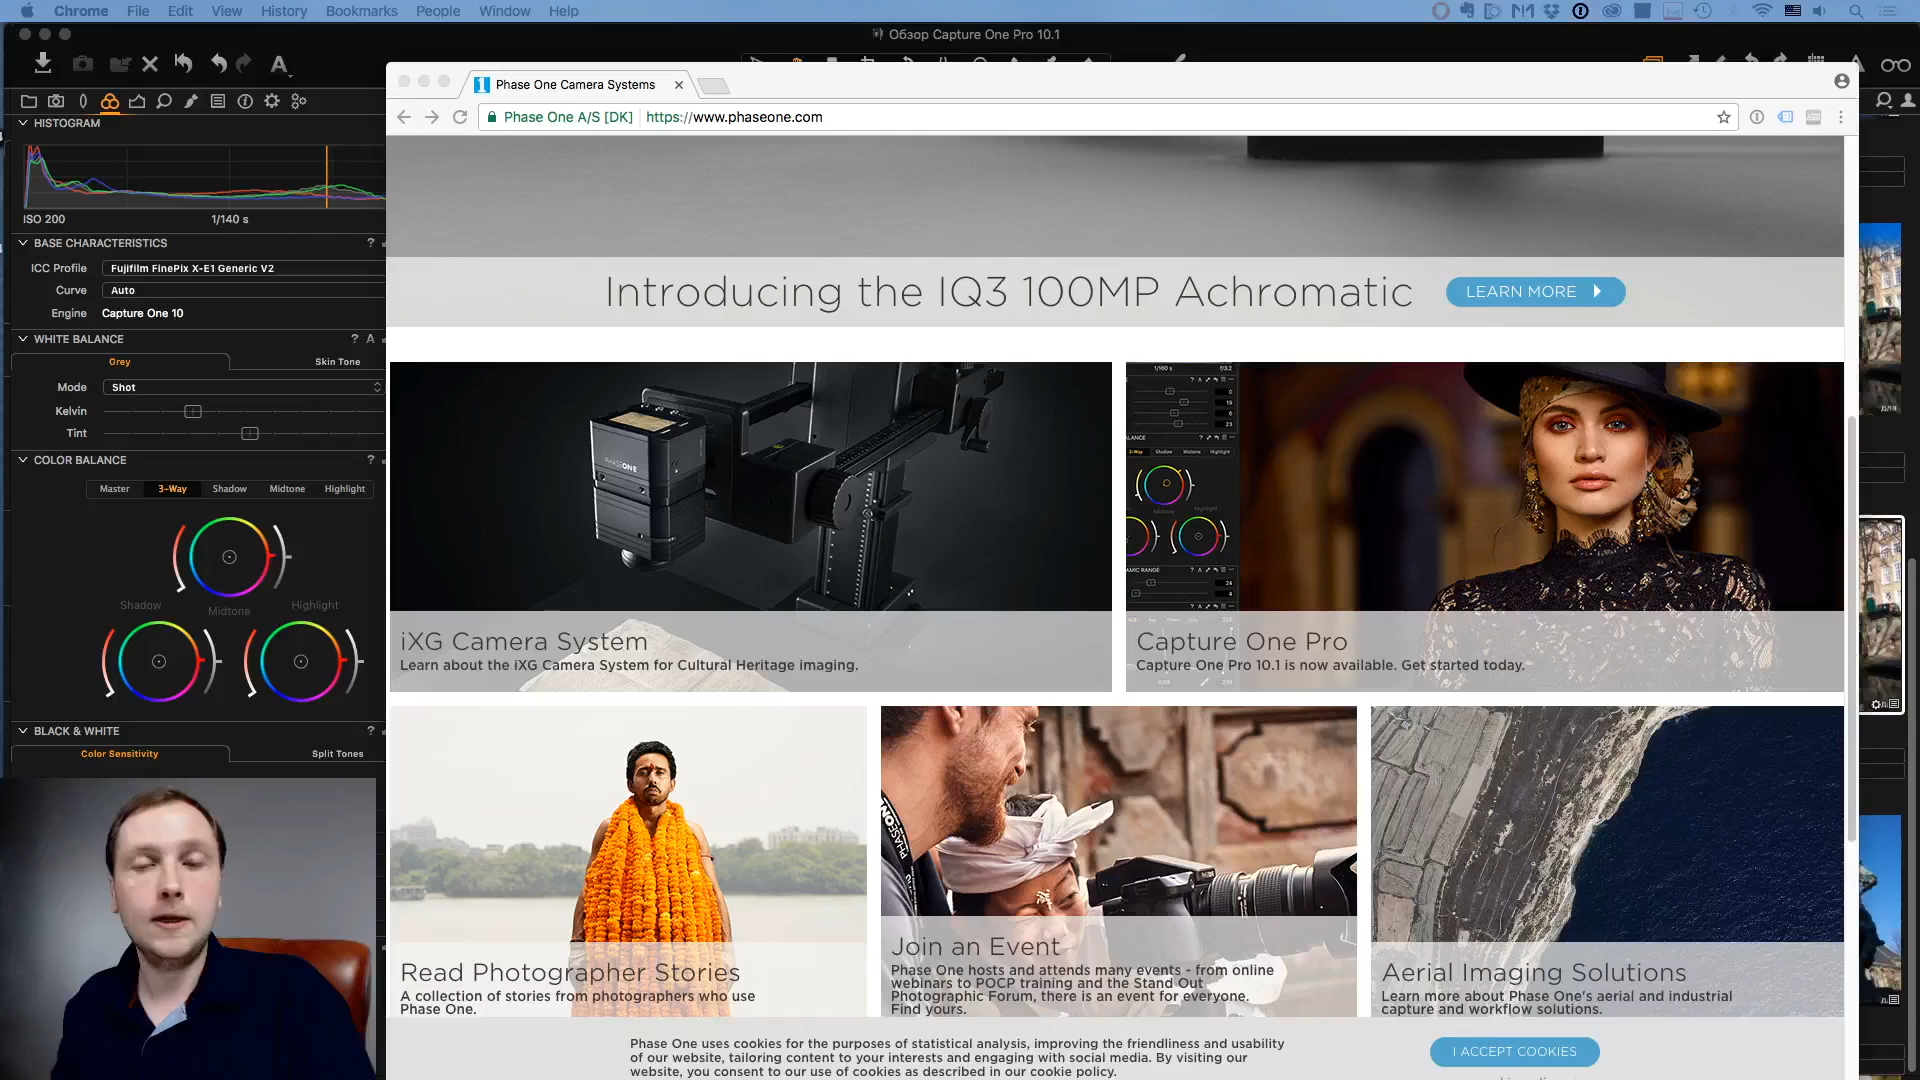 Chrome File Edit View History Bookmarks People Window Help
Обзор Capture One Pro 10.1
Phase One Camera Systems
Phase One A/S [DK] https://www.phaseone.com
HISTOGRAM
ISO 200 1/140 s
BASE CHARACTERISTICS ?
ICC Profile Fujifilm FinePix X-E1 Generic V2
Curve Auto
Engine Capture One 10
WHITE BALANCE ? A
Grey Skin Tone
Mode Shot
Kelvin
Tint
COLOR BALANCE ?
Master 3-Way Shadow Midtone Highlight
Shadow Midtone Highlight
BLACK & WHITE ?
Color Sensitivity Split Tones
Introducing the IQ3 100MP Achromatic LEARN MORE
PHASEONE
iXG Camera System
Learn about the iXG Camera System for Cultural Heritage imaging.
1/160 s f/3.2
3-Way Shadow Midtone Highlight
Capture One Pro
Capture One Pro 10.1 is now available. Get started today.
Read Photographer Stories
A collection of stories from photographers who use
Phase One.
PHASEONE
Join an Event
Phase One hosts and attends many events - from online
webinars to POCP training and the Stand Out
Photographic Forum, there is an event for everyone.
Find yours.
Aerial Imaging Solutions
Learn more about Phase One's aerial and industrial
capture and workflow solutions.
Phase One uses cookies for the purposes of statistical analysis, improving the friendliness and usability
of our website, tailoring content to your interests and engaging with social media. By visiting our
website, you consent to our use of cookies as described in our cookie policy.
I ACCEPT COOKIES